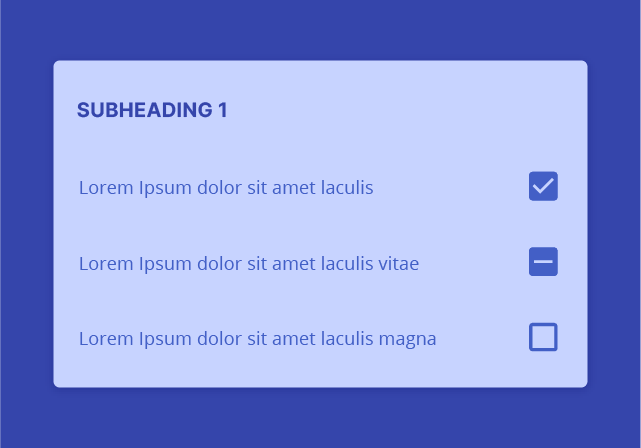 SUBHEADING 1
Lorem Ipsum dolor sit amet laculis
Lorem Ipsum dolor sit amet laculis vitae
Lorem Ipsum dolor sit amet laculis magna